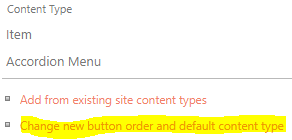 Content Type
Item
Accordion Menu
Add from existing site content types
Change new button order and default content type